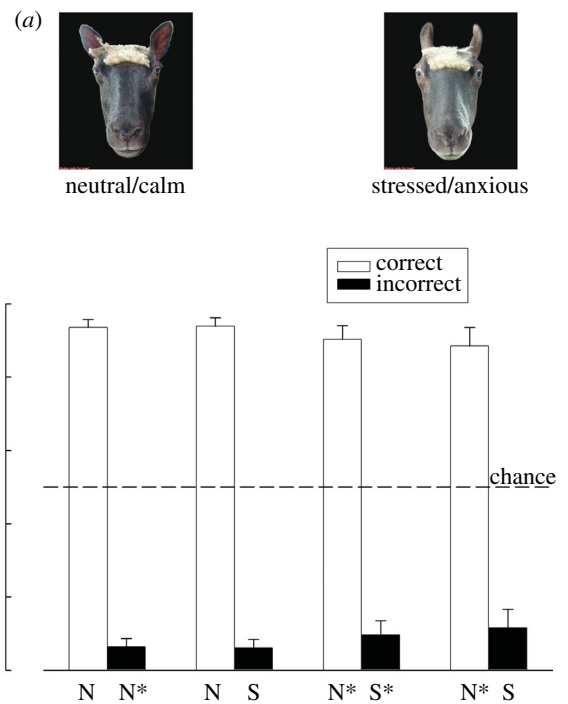 (a)
neutral/calm stressed/anxious
correct
incorrect
chance
N N* N S N* S* N* S